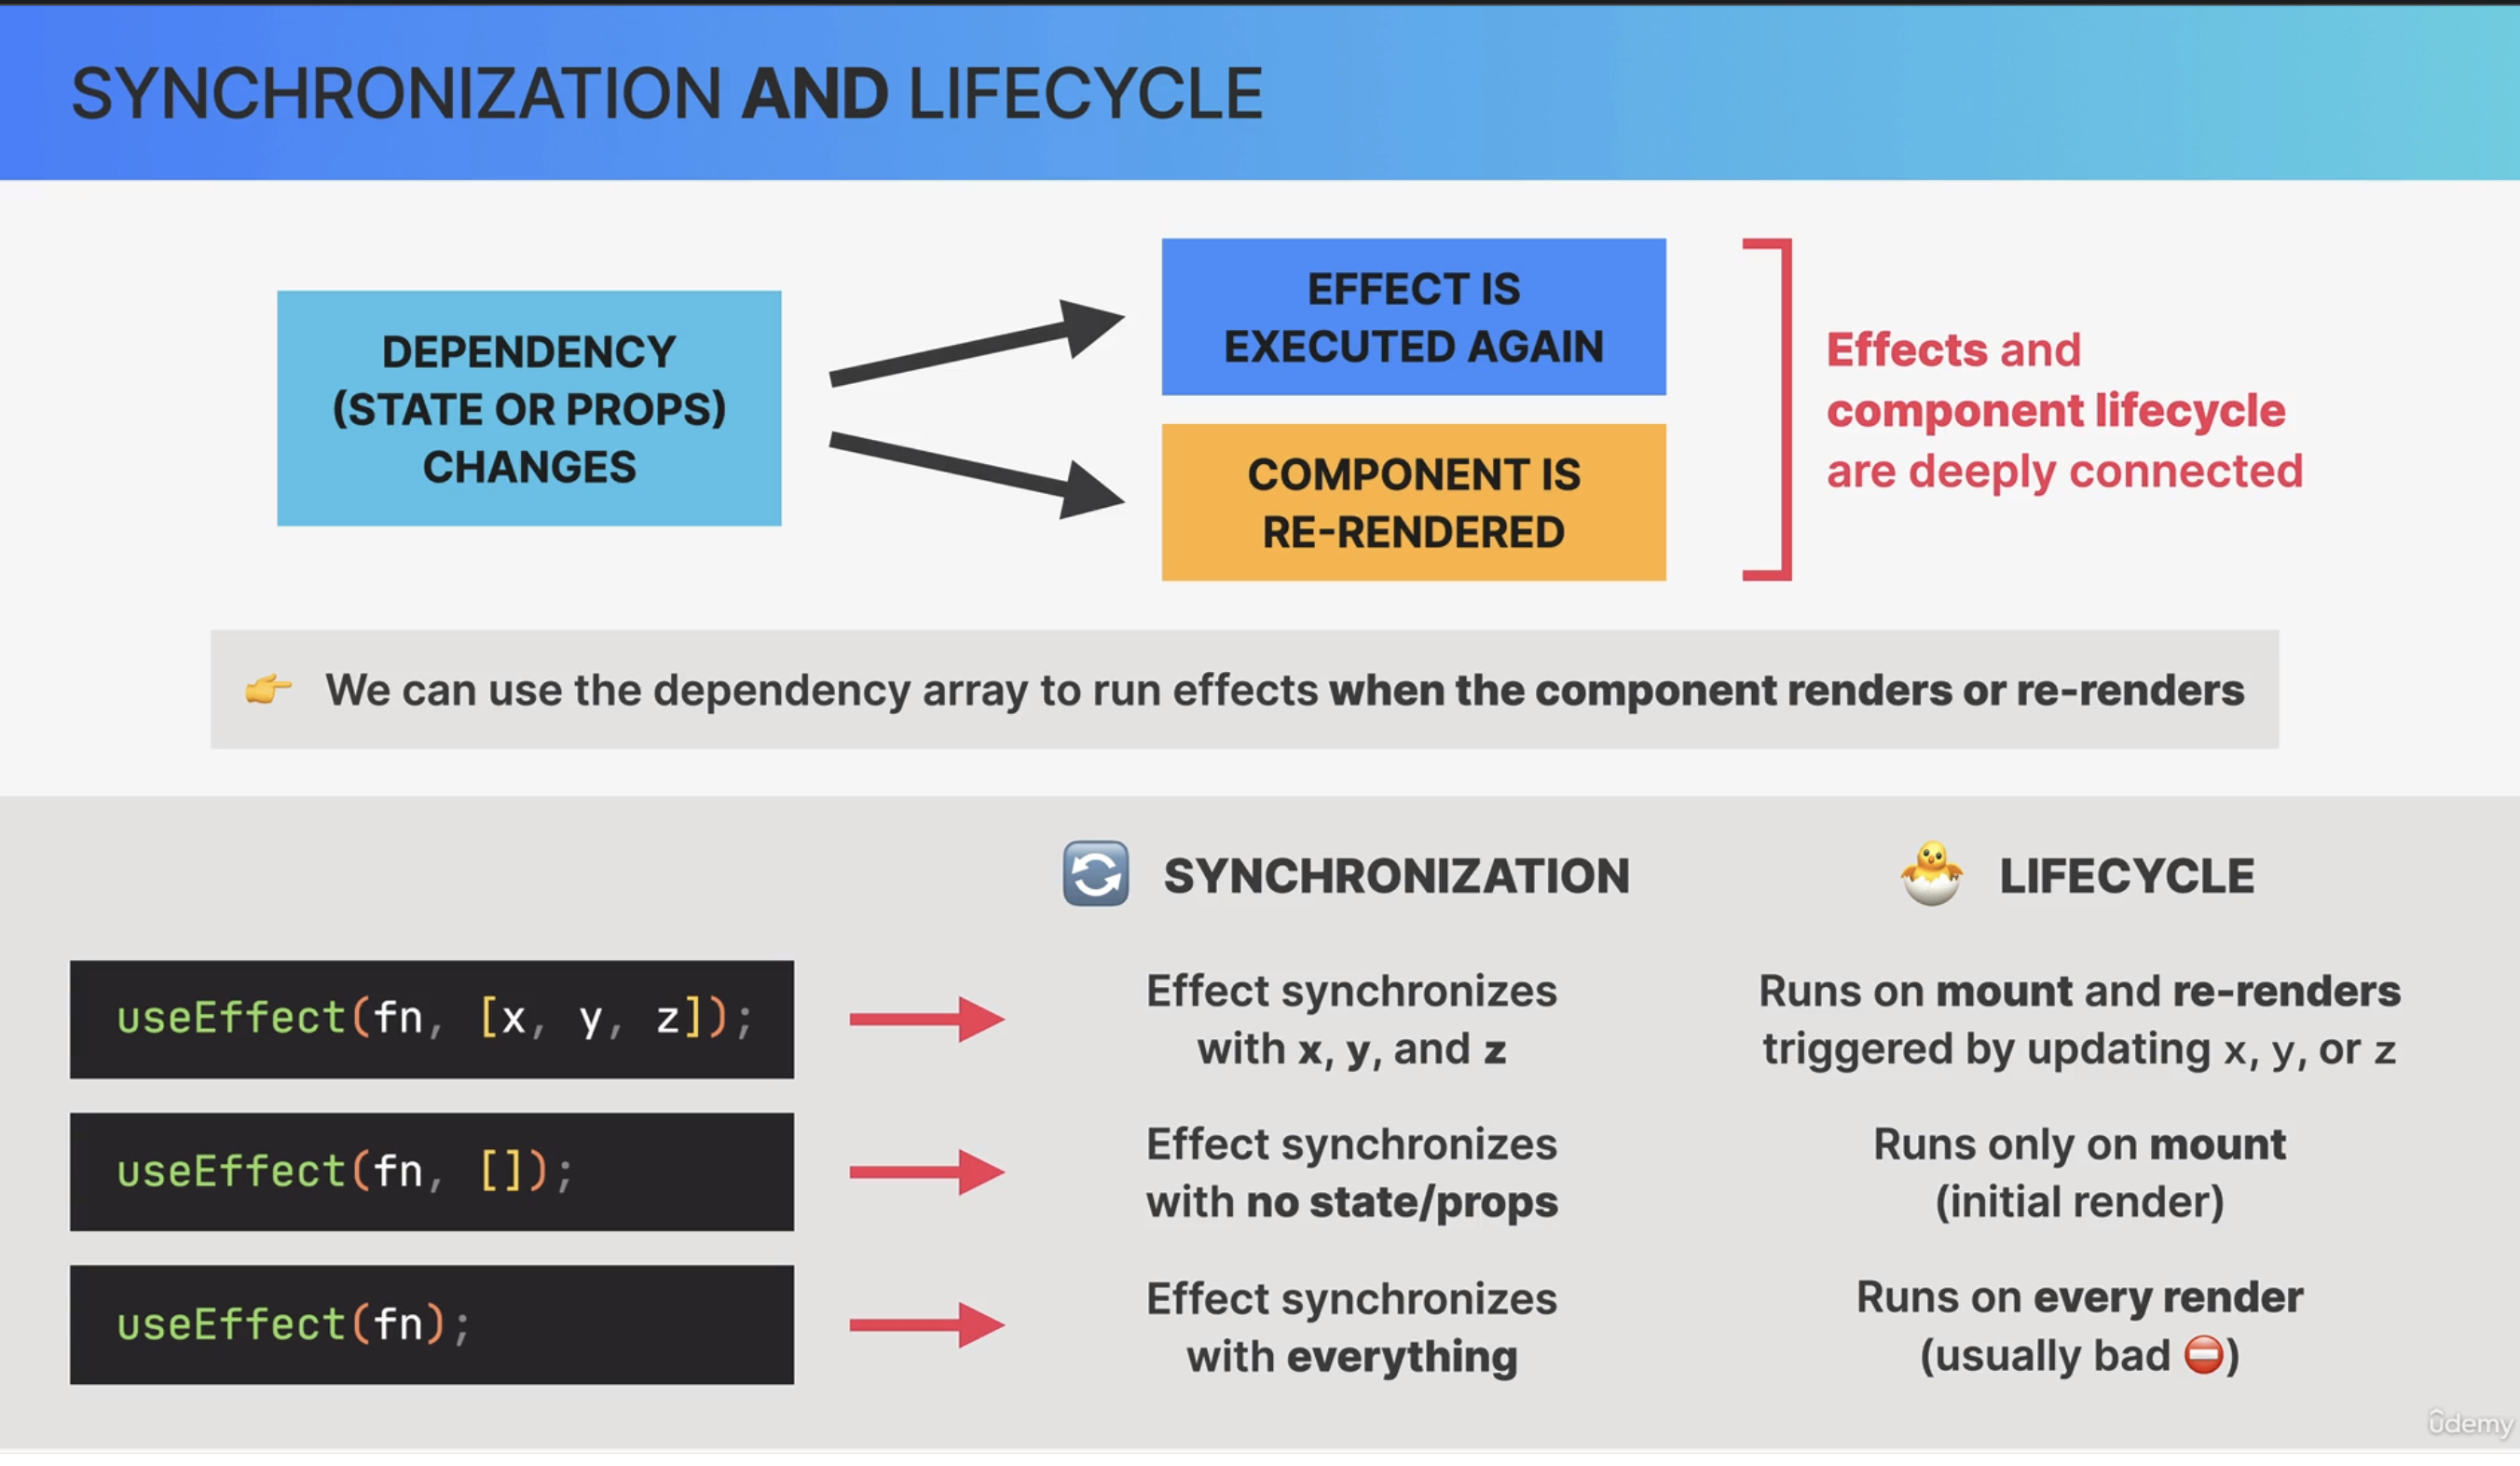 SYNCHRONIZATION AND LIFECYCLE
DEPENDENCY
(STATE OR PROPS)
CHANGES
EFFECT IS
EXECUTED AGAIN
COMPONENT IS
RE-RENDERED
Effects and
component lifecycle
are deeply connected
👉 We can use the dependency array to run effects when the component renders or re-renders
SYNCHRONIZATION
LIFECYCLE
useEffect(fn, [x, y, z]);
Effect synchronizes
with x, y, and z
Runs on mount and re-renders
triggered by updating x, y, or z
useEffect(fn, []);
Effect synchronizes
with no state/props
Runs only on mount
(initial render)
useEffect(fn);
Effect synchronizes
with everything
Runs on every render
(usually bad ⛔)
ûdemy